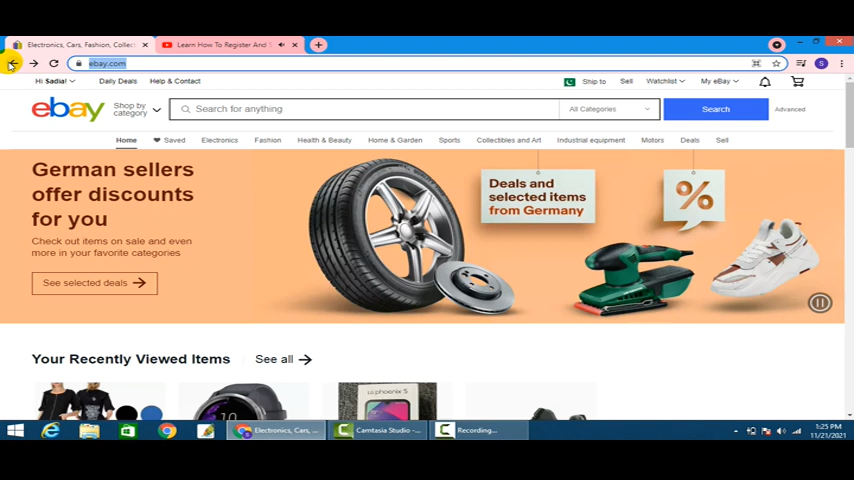 Electronics, Cars, Fashion, Collect
Learn How To Register And S
ebay.com
S
Hi Sadia!
Daily Deals
Help & Contact
Ship to
Sell
Watchlist
My eBay
ebay
Shop by
category
Search for anything
All Categories
Search
Advanced
Home
Saved
Electronics
Fashion
Health & Beauty
Sports
Home & Garden
Collectibles and Art
Industrial equipment
Motors
Deals
Sell
German sellers
offer discounts
for you
Check out items on sale and even
more in your favorite categories
See selected deals
Deals and
selected items
from Germany
%
Your Recently Viewed Items
See all
Electronics, Cars, ...
Camtasia Studio - ...
Recording...
1:25 PM
11/21/2021